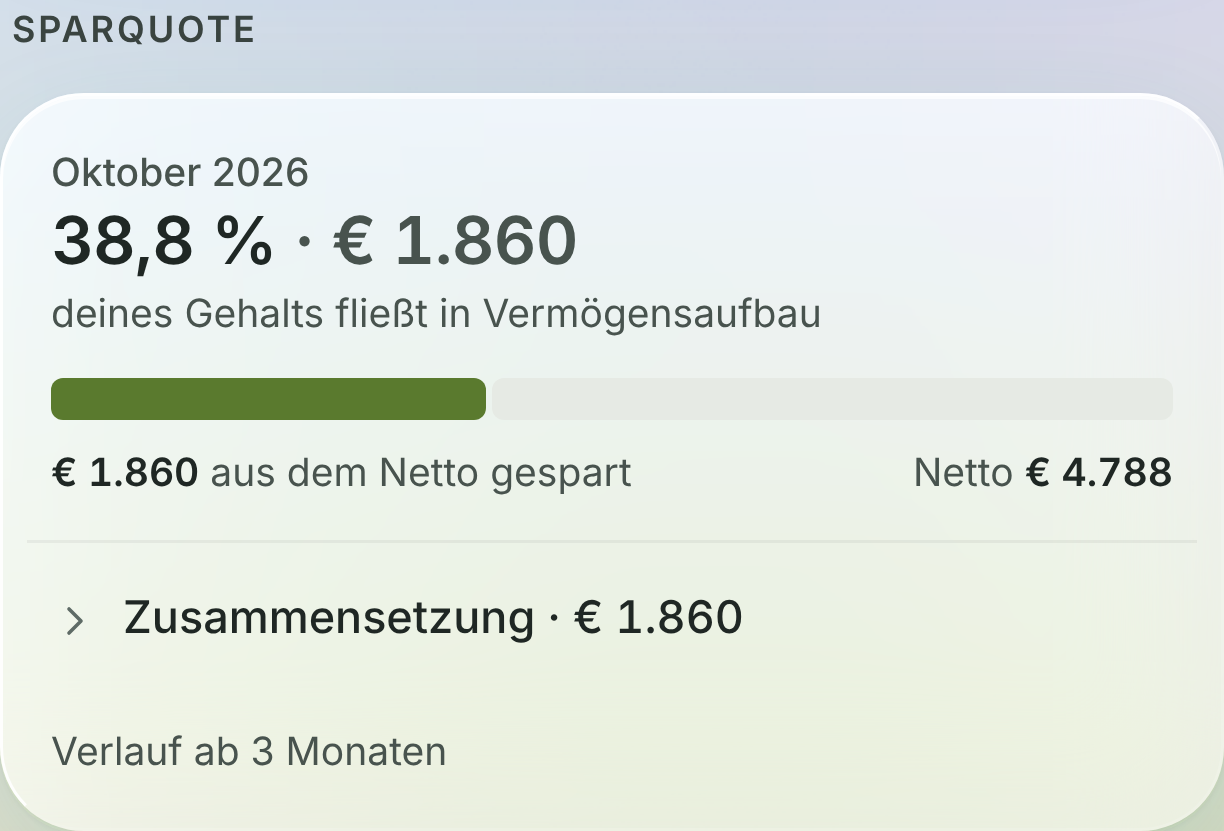 SPARQUOTE
Oktober 2026
38,8 % · € 1.860
deines Gehalts fließt in Vermögensaufbau
€ 1.860 aus dem Netto gespart Netto € 4.788
Zusammensetzung · € 1.860
Verlauf ab 3 Monaten